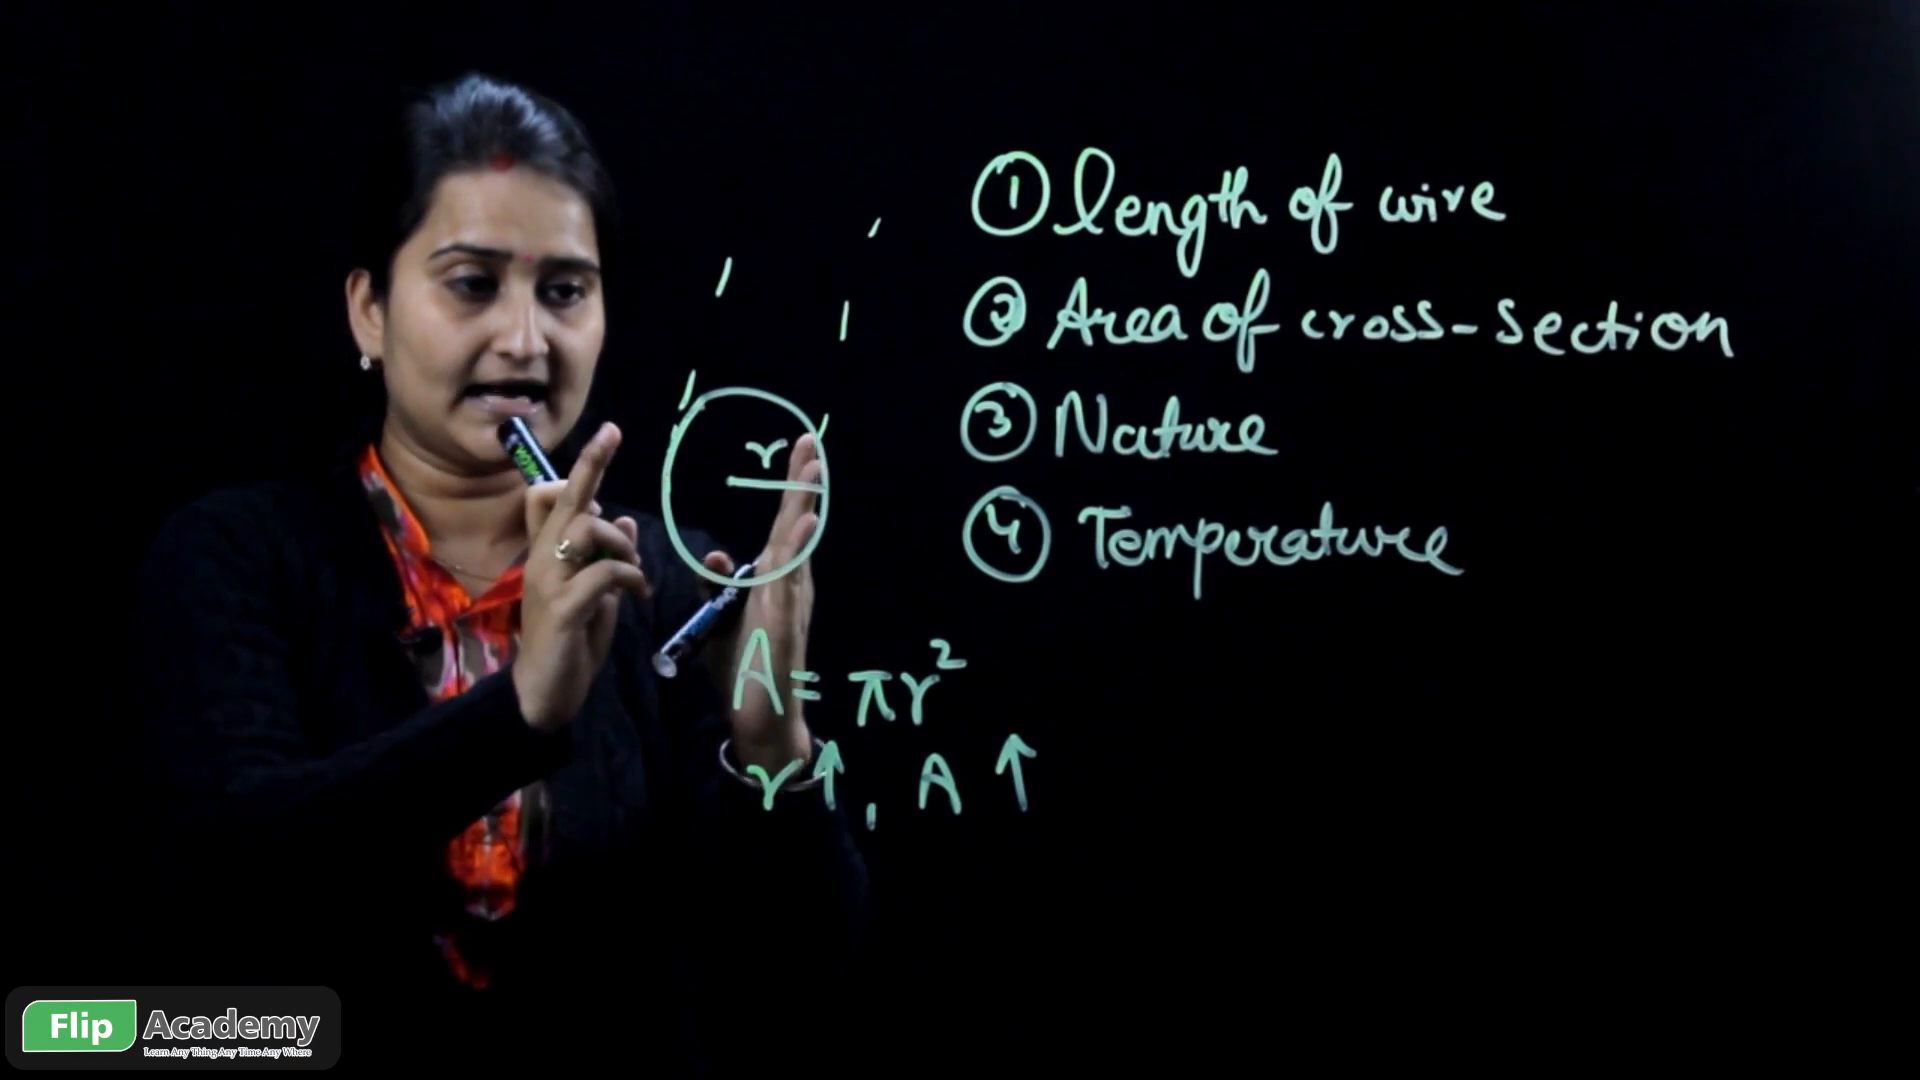 ① length of wire
② Area of cross-section
③ Nature
④ Temperature
r
A = πr²
r↑, A ↑
Flip Academy
Learn Any Thing Any Time Any Where